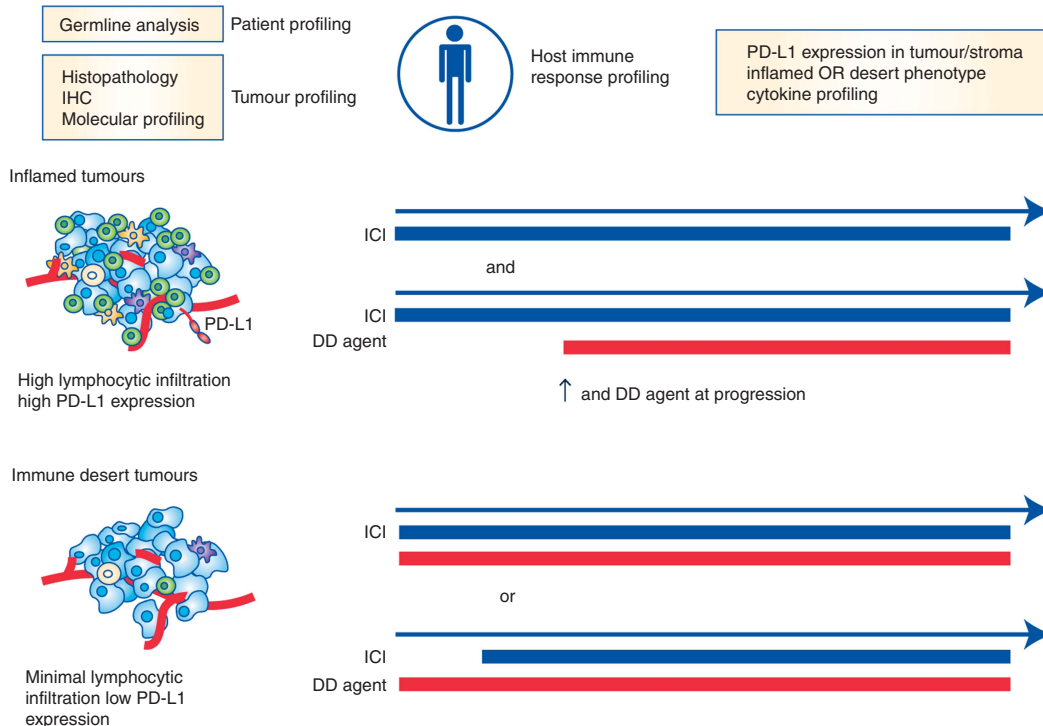 Germline analysis
Patient profiling
Histopathology
IHC
Molecular profiling
Tumour profiling
Host immune
response profiling
PD-L1 expression in tumour/stroma
inflamed OR desert phenotype
cytokine profiling
Inflamed tumours
ICI
and
ICI
PD-L1
DD agent
High lymphocytic infiltration
high PD-L1 expression
↑ and DD agent at progression
Immune desert tumours
ICI
or
ICI
Minimal lymphocytic
infiltration low PD-L1
expression
DD agent